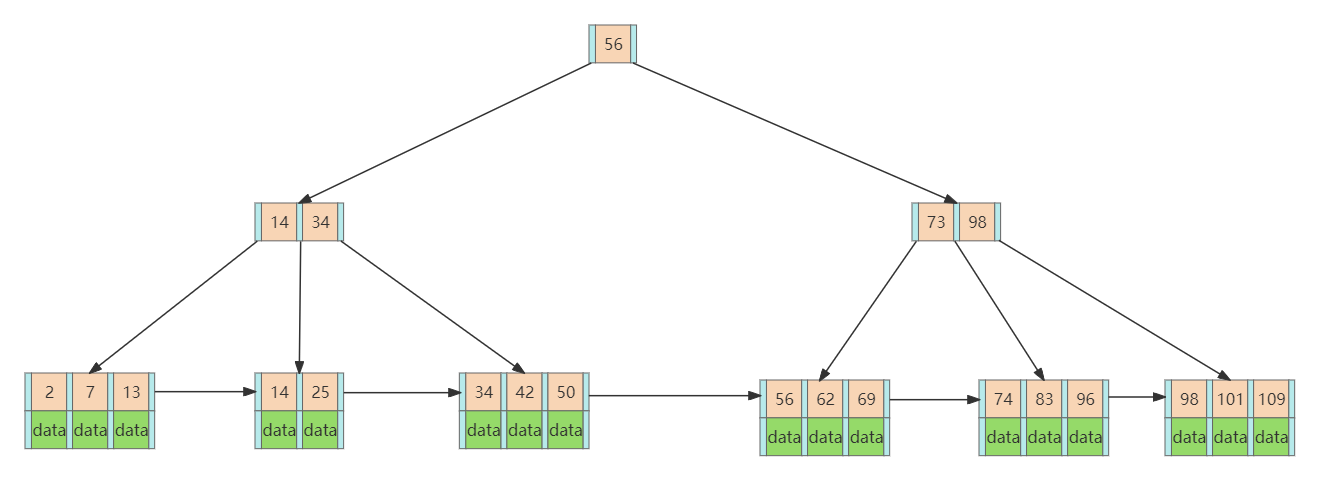 56
14 34
73 98
2 7 13
data data data
14 25
data data
34 42 50
data data data
56 62 69
data data data
74 83 96
data data data
98 101 109
data data data